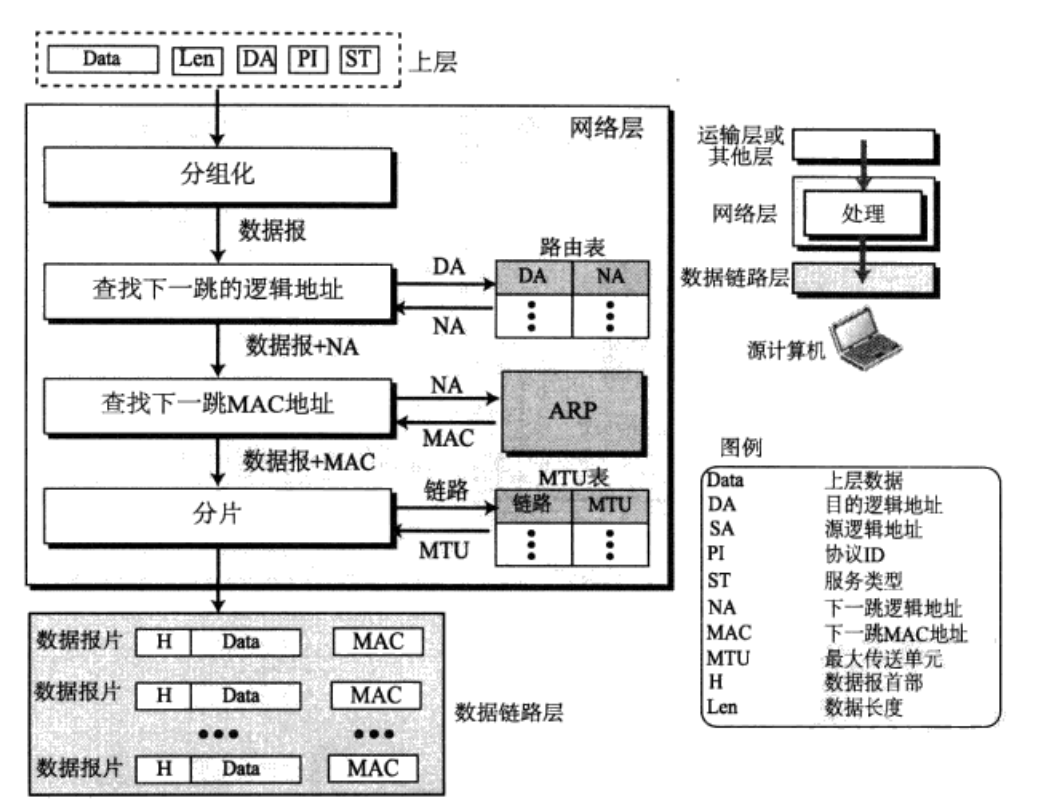 Data Len DA PI ST 上层
网络层
分组化
数据报
查找下一跳的逻辑地址
DA
NA
路由表
DA NA
数据报+NA
查找下一跳MAC地址
NA
MAC
ARP
数据报+MAC
分片
链路
MTU
MTU表
链路 MTU
数据报片 H Data MAC
数据报片 H Data MAC
数据报片 H Data MAC
数据链路层
运输层或
其他层
网络层
处理
数据链路层
源计算机
图例
Data 上层数据
DA 目的逻辑地址
SA 源逻辑地址
PI 协议ID
ST 服务类型
NA 下一跳逻辑地址
MAC 下一跳MAC地址
MTU 最大传送单元
H 数据报首部
Len 数据长度